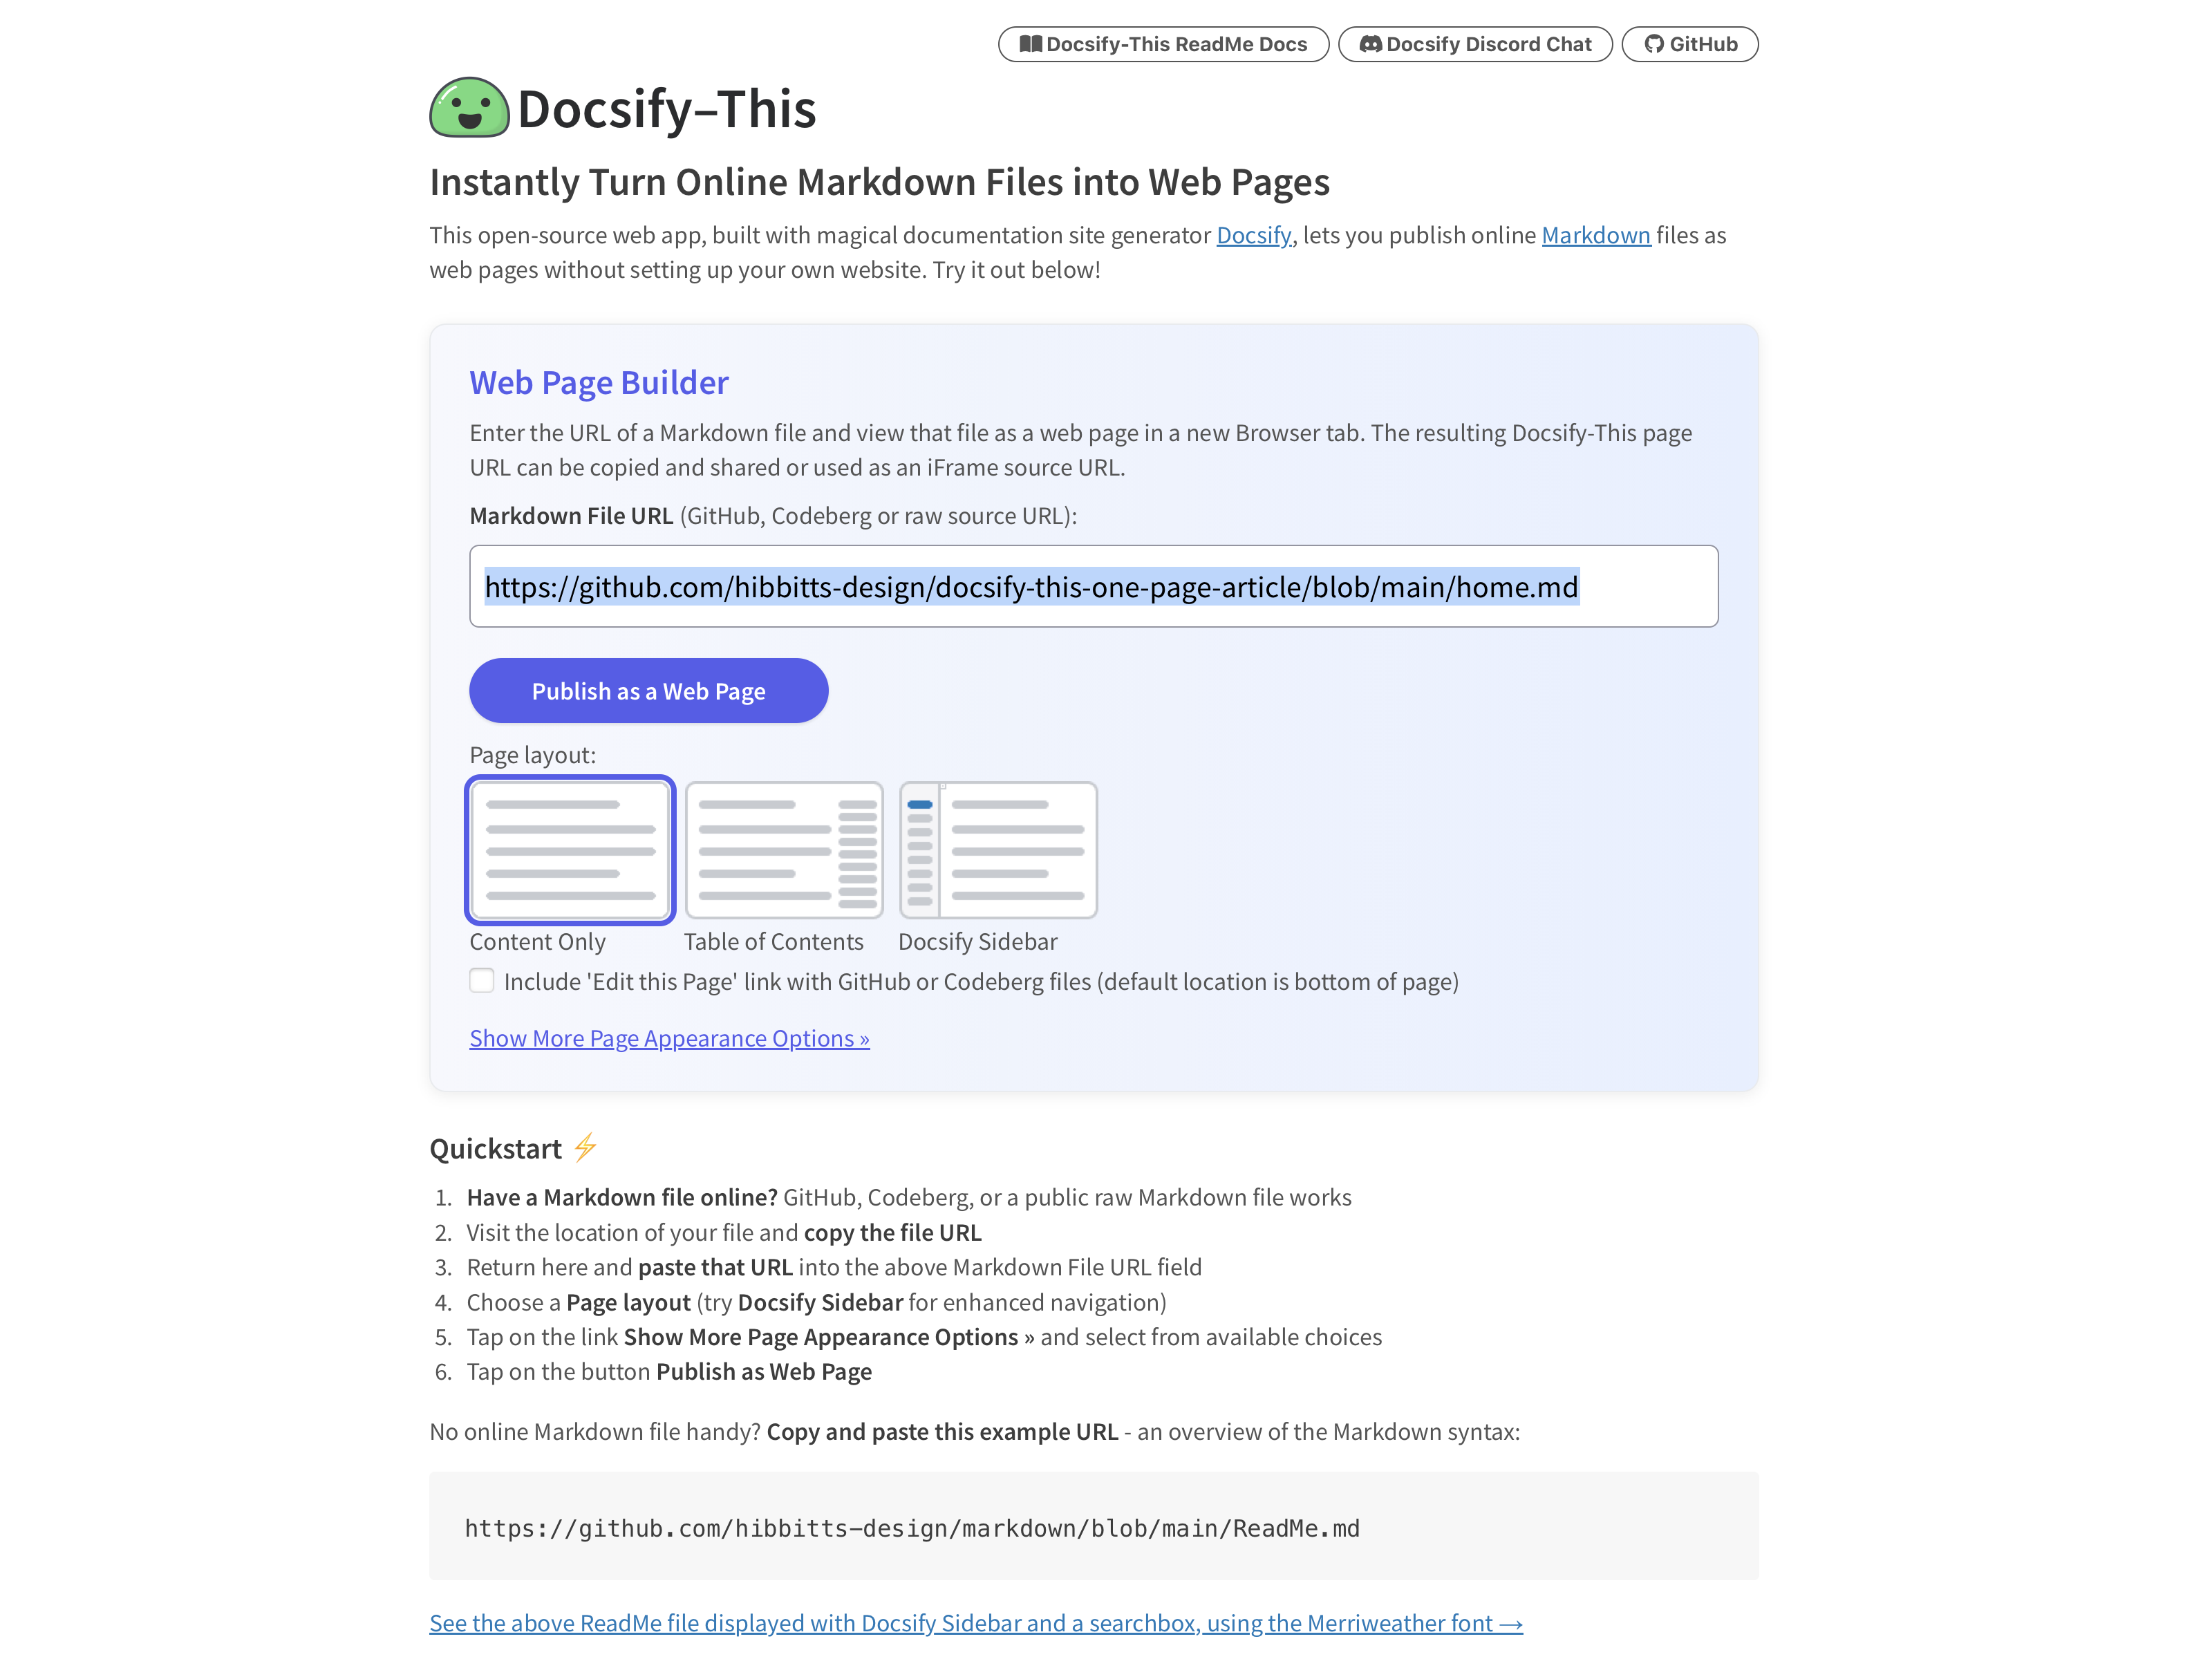 Docsify-This ReadMe Docs
Docsify Discord Chat
GitHub
Docsify–This
Instantly Turn Online Markdown Files into Web Pages
This open-source web app, built with magical documentation site generator Docsify, lets you publish online Markdown files as
web pages without setting up your own website. Try it out below!
Web Page Builder
Enter the URL of a Markdown file and view that file as a web page in a new Browser tab. The resulting Docsify-This page
URL can be copied and shared or used as an iFrame source URL.
Markdown File URL (GitHub, Codeberg or raw source URL):
https://github.com/hibbitts-design/docsify-this-one-page-article/blob/main/home.md
Publish as a Web Page
Page layout:
Content Only
Table of Contents
Docsify Sidebar
Include 'Edit this Page' link with GitHub or Codeberg files (default location is bottom of page)
Show More Page Appearance Options »
Quickstart ⚡
1. Have a Markdown file online? GitHub, Codeberg, or a public raw Markdown file works
2. Visit the location of your file and copy the file URL
3. Return here and paste that URL into the above Markdown File URL field
4. Choose a Page layout (try Docsify Sidebar for enhanced navigation)
5. Tap on the link Show More Page Appearance Options » and select from available choices
6. Tap on the button Publish as Web Page
No online Markdown file handy? Copy and paste this example URL - an overview of the Markdown syntax:
https://github.com/hibbitts-design/markdown/blob/main/ReadMe.md
See the above ReadMe file displayed with Docsify Sidebar and a searchbox, using the Merriweather font →